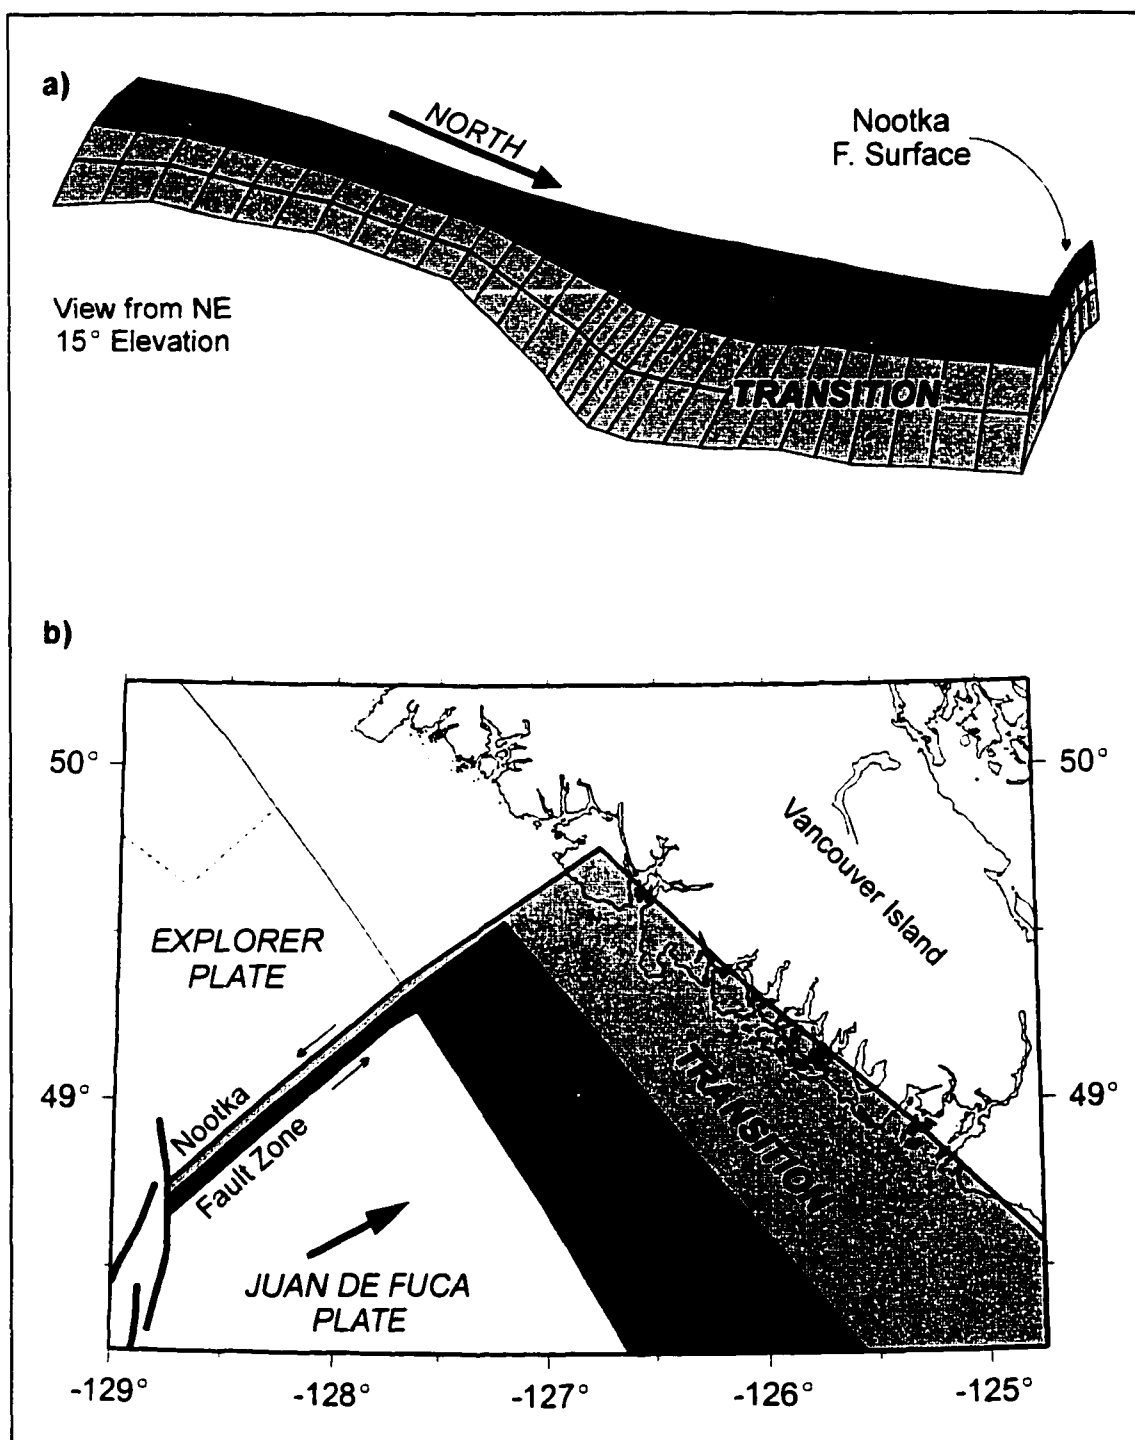 a)
NORTH
Nootka
F. Surface
View from NE
15° Elevation
TRANSITION
b)
50°
50°
Vancouver Island
EXPLORER
PLATE
49°
49°
Nootka
Fault Zone
TRANSITION
JUAN DE FUCA
PLATE
-129°
-128°
-127°
-126°
-125°